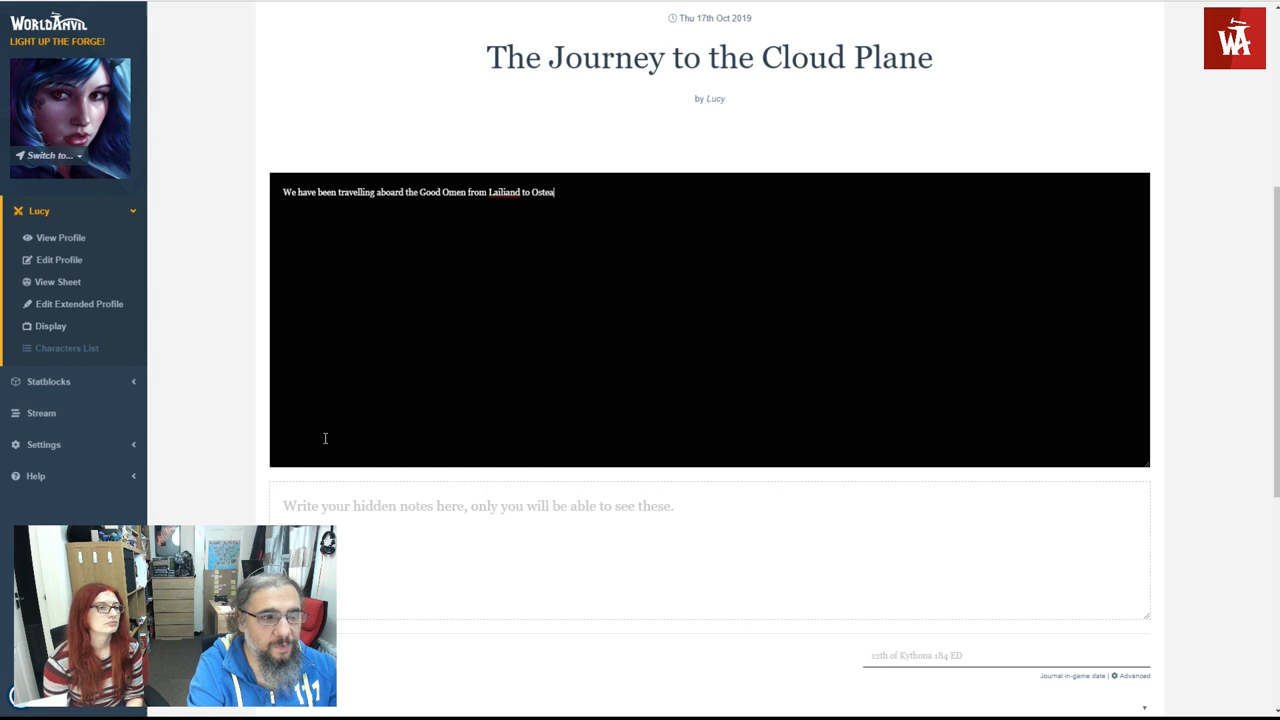 WORLDANVIL
LIGHT UP THE FORGE!
Switch to...
Lucy
View Profile
Edit Profile
View Sheet
Edit Extended Profile
Display
Characters List
Statblocks
Stream
Settings
Help
Thu 17th Oct 2019
The Journey to the Cloud Plane
by Lucy
We have been travelling aboard the Good Omen from Lailiand to Ostea
Write your hidden notes here, only you will be able to see these.
12th of Kythona 184 ED
Journal in-game date | Advanced
WA